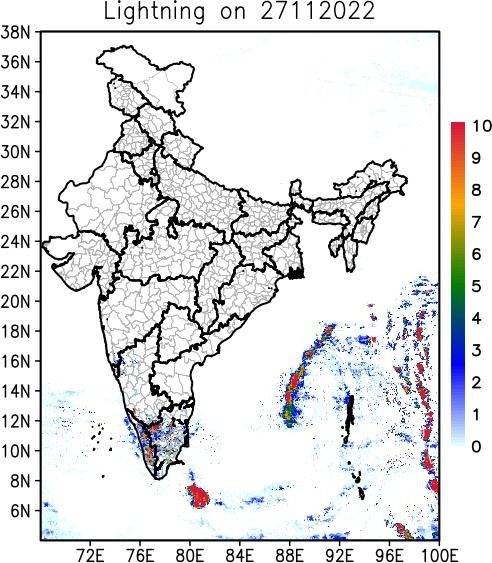 Lightning on 27112022
38N
36N
34N
32N
30N
28N
26N
24N
22N
20N
18N
16N
14N
12N
10N
8N
6N
72E 76E 80E 84E 88E 92E 96E 100E
10
9
8
7
6
5
4
3
2
1
0